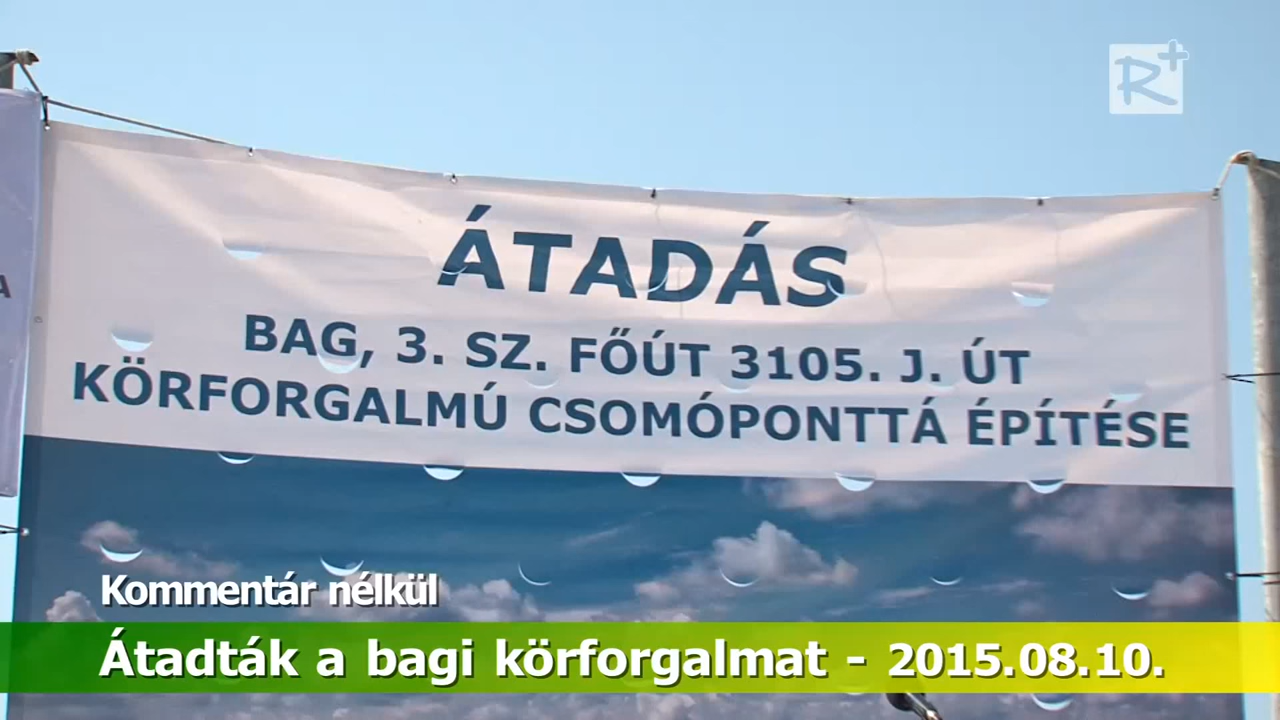 R+
A
ÁTADÁS
BAG, 3. SZ. FŐÚT 3105. J. ÚT
KÖRFORGALMÚ CSOMÓPONTTÁ ÉPÍTÉSE
Kommentár nélkül
Átadták a bagi körforgalmat - 2015.08.10.